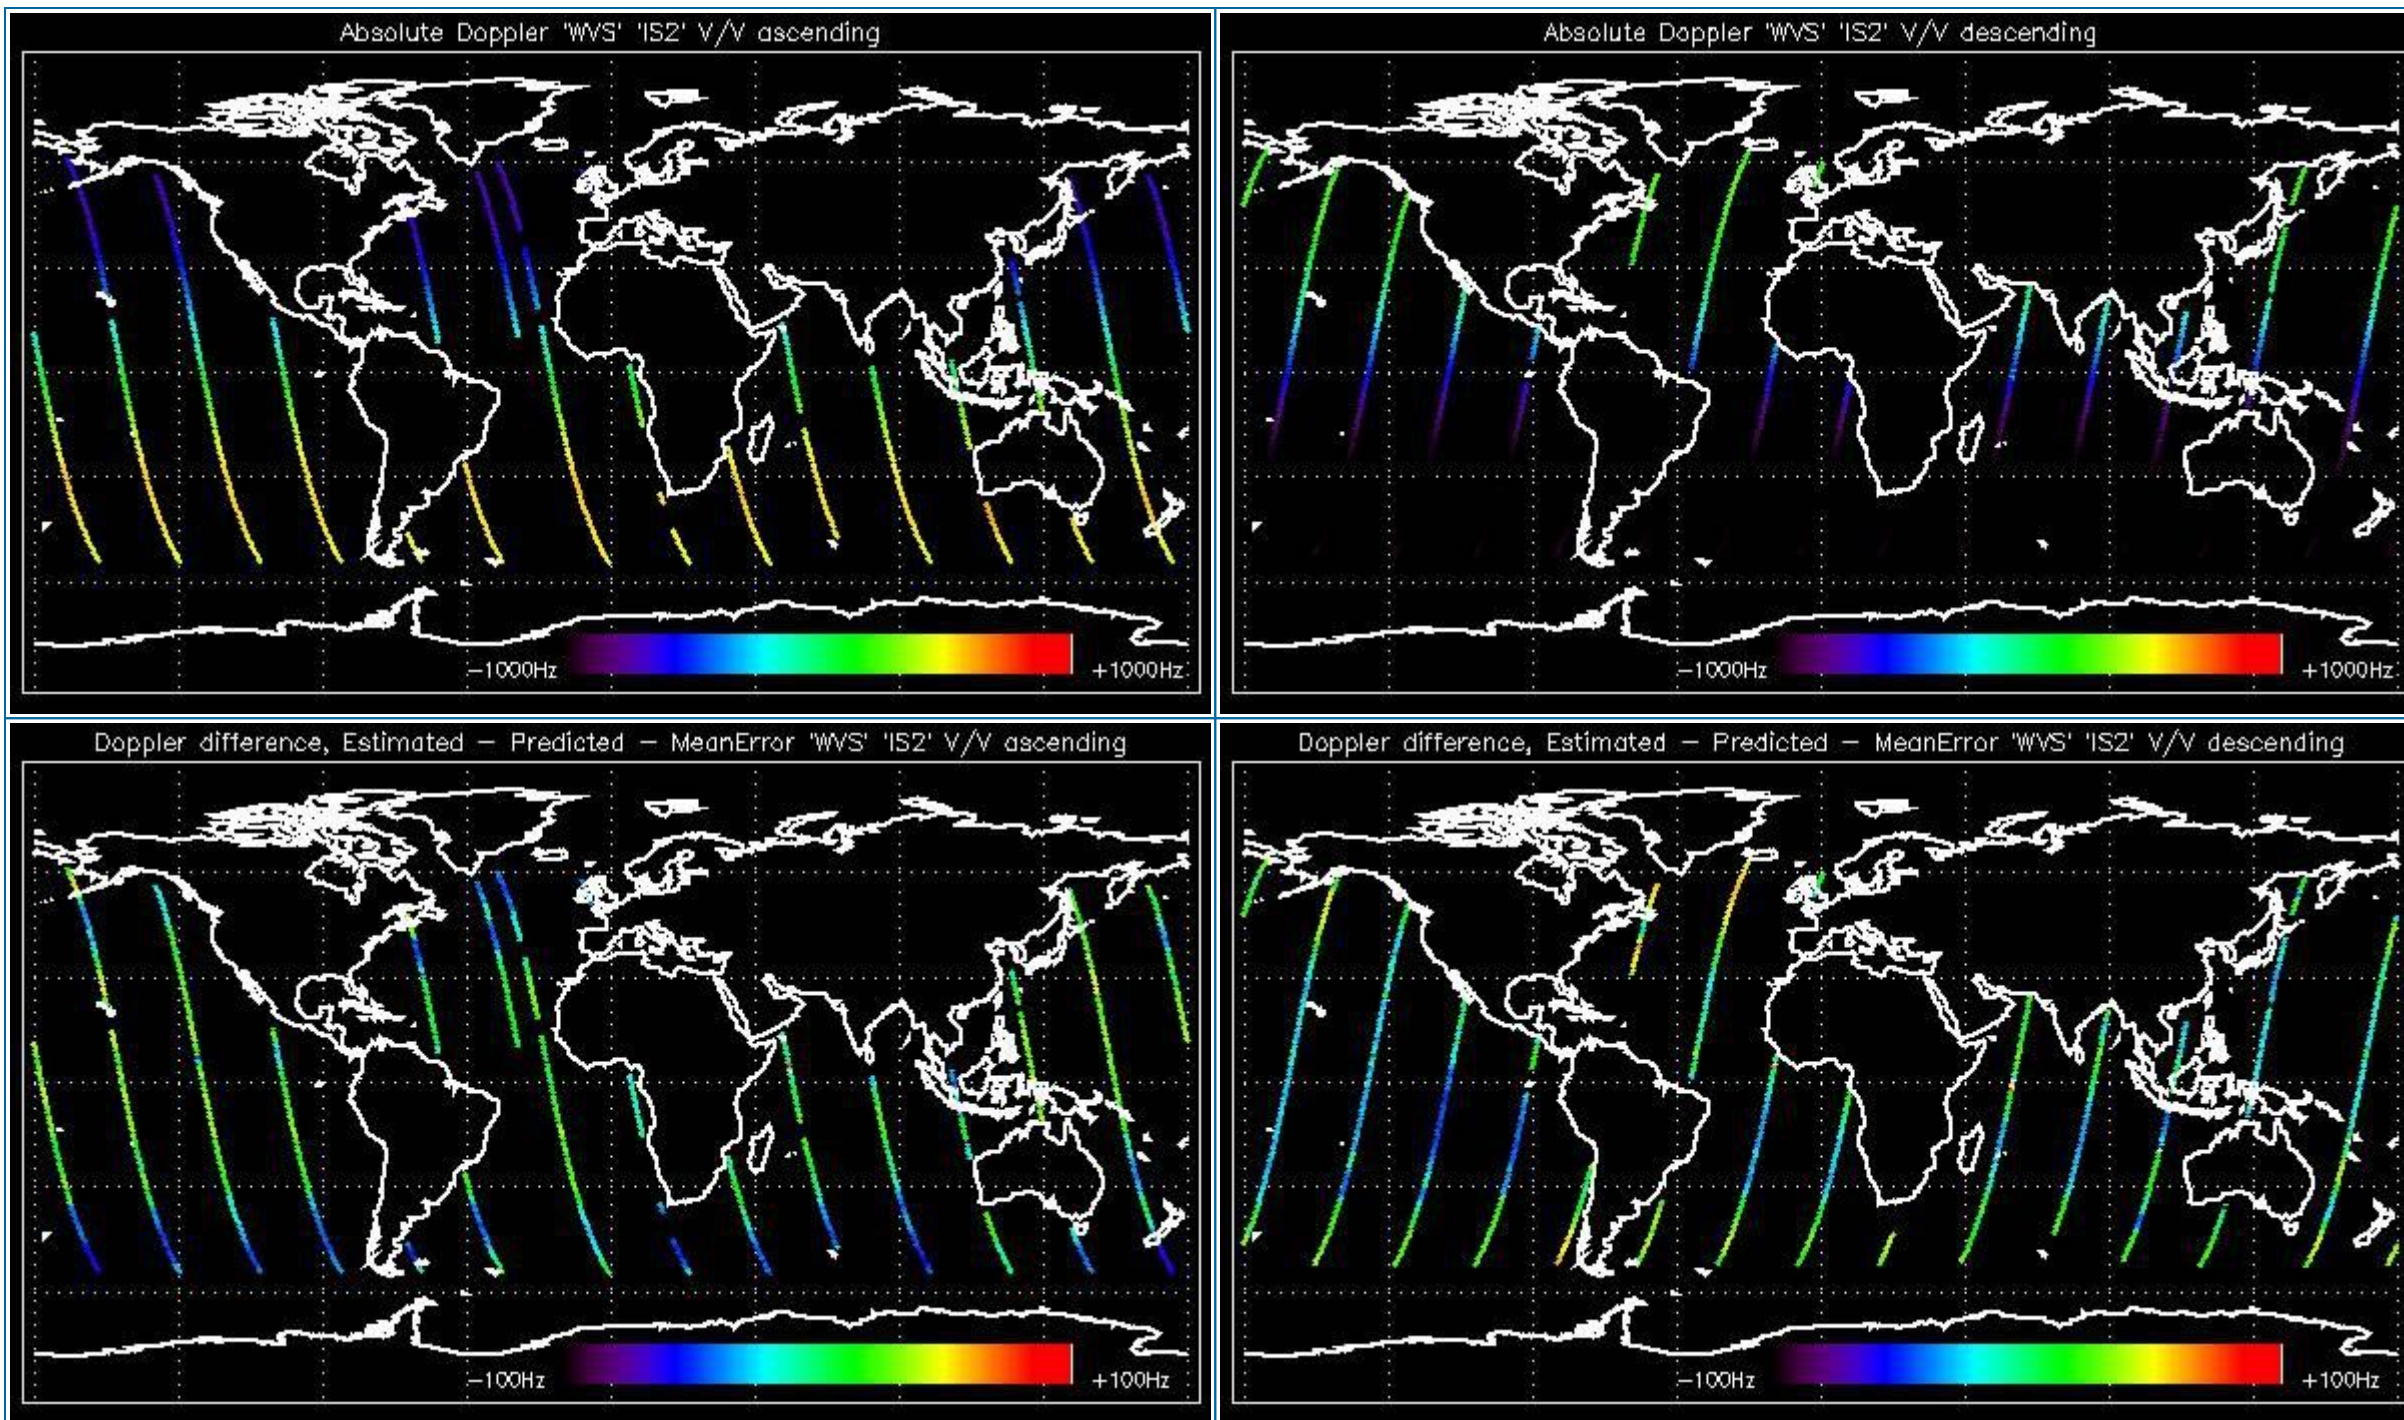 Absolute Doppler 'WVS' 'IS2' V/V ascending
-1000Hz
+1000Hz
Absolute Doppler 'WVS' 'IS2' V/V descending
-1000Hz
+1000Hz
Doppler difference, Estimated - Predicted - MeanError 'WVS' 'IS2' V/V ascending
-100Hz
+100Hz
Doppler difference, Estimated - Predicted - MeanError 'WVS' 'IS2' V/V descending
-100Hz
+100Hz